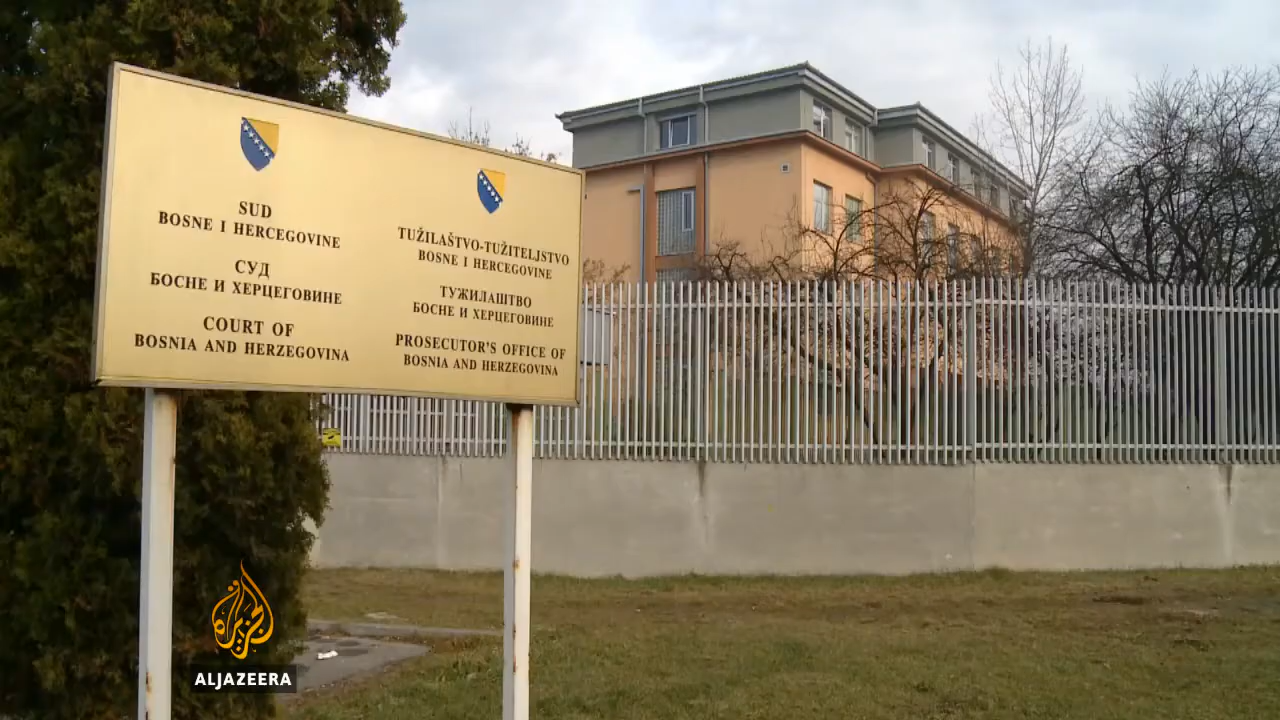 SUD
BOSNE I HERCEGOVINE
СУД
БОСНЕ И ХЕРЦЕГОВИНЕ
COURT OF
BOSNIA AND HERZEGOVINA
TUŽILAŠTVO-TUŽITELJSTVO
BOSNE I HERCEGOVINE
ТУЖИЛАШТВО
БОСНЕ И ХЕРЦЕГОВИНЕ
PROSECUTOR'S OFFICE OF
BOSNIA AND HERZEGOVINA
الجزيرة
ALJAZEERA